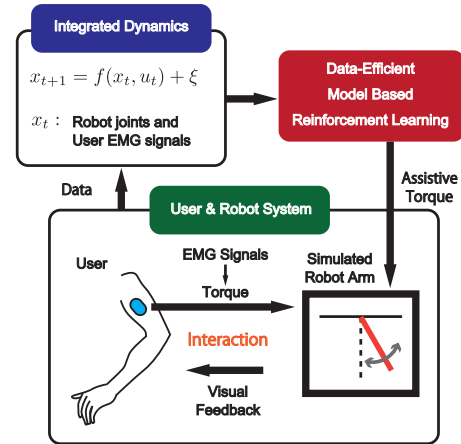 Integrated Dynamics
x_{t+1} = f(x_t, u_t) + ξ
x_t : Robot joints and
User EMG signals
Data-Efficient
Model Based
Reinforcement Learning
Data
Assistive
Torque
User & Robot System
User
EMG Signals
Torque
Simulated
Robot Arm
Interaction
Visual
Feedback